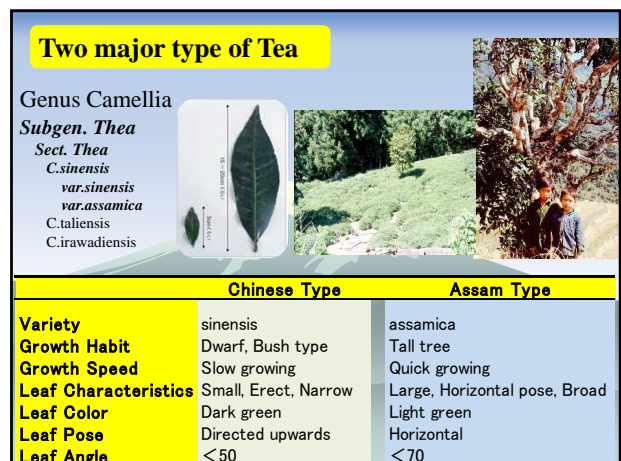 Two major type of Tea
Genus Camellia
Subgen. Thea
Sect. Thea
C.sinensis
var.sinensis
var.assamica
C.taliensis
C.irawadiensis
Chinese Type Assam Type
Variety sinensis assamica
Growth Habit Dwarf, Bush type Tall tree
Growth Speed Slow growing Quick growing
Leaf Characteristics Small, Erect, Narrow Large, Horizontal pose, Broad
Leaf Color Dark green Light green
Leaf Pose Directed upwards Horizontal
Leaf Angle <50 <70